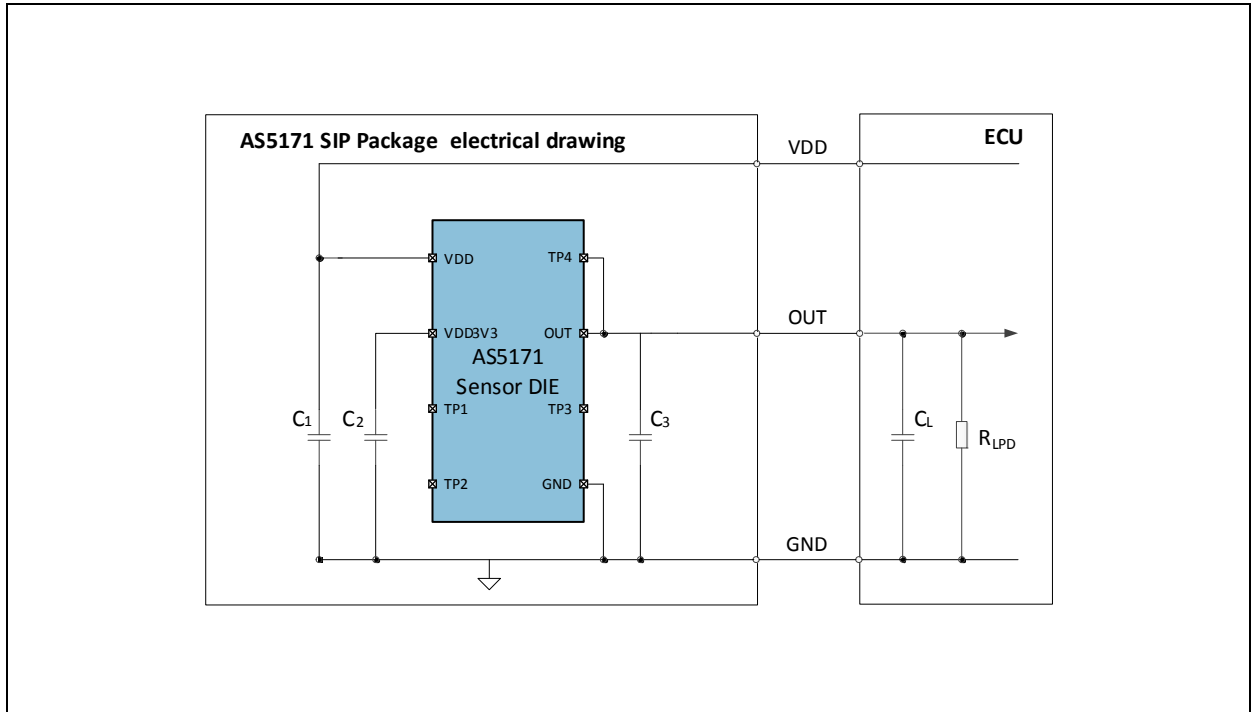 AS5171 SIP Package electrical drawing
VDD
ECU
VDD
TP4
OUT
VDD3V3
OUT
AS5171
Sensor DIE
TP1
TP3
C1
C2
C3
CL
RLPD
TP2
GND
GND